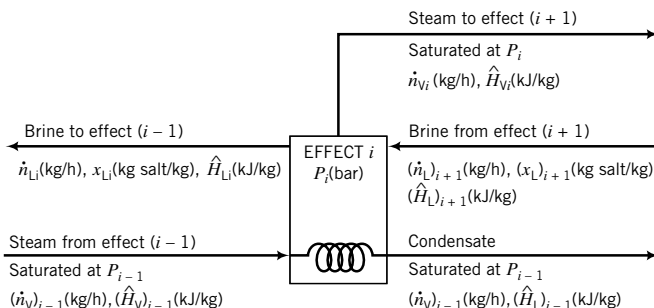 Steam to effect (i + 1)
Saturated at P_i
ṅ_Vi (kg/h), Ĥ_Vi(kJ/kg)
Brine to effect (i – 1)
ṅ_Li(kg/h), x_Li(kg salt/kg), Ĥ_Li(kJ/kg)
EFFECT i
P_i(bar)
Brine from effect (i + 1)
(ṅ_L)_i+1(kg/h), (x_L)_i+1(kg salt/kg)
(Ĥ_L)_i+1(kJ/kg)
Steam from effect (i – 1)
Saturated at P_i–1
(ṅ_V)_i–1(kg/h), (Ĥ_V)_i–1(kJ/kg)
Condensate
Saturated at P_i–1
(ṅ_V)_i–1(kg/h), (Ĥ_L)_i–1(kJ/kg)